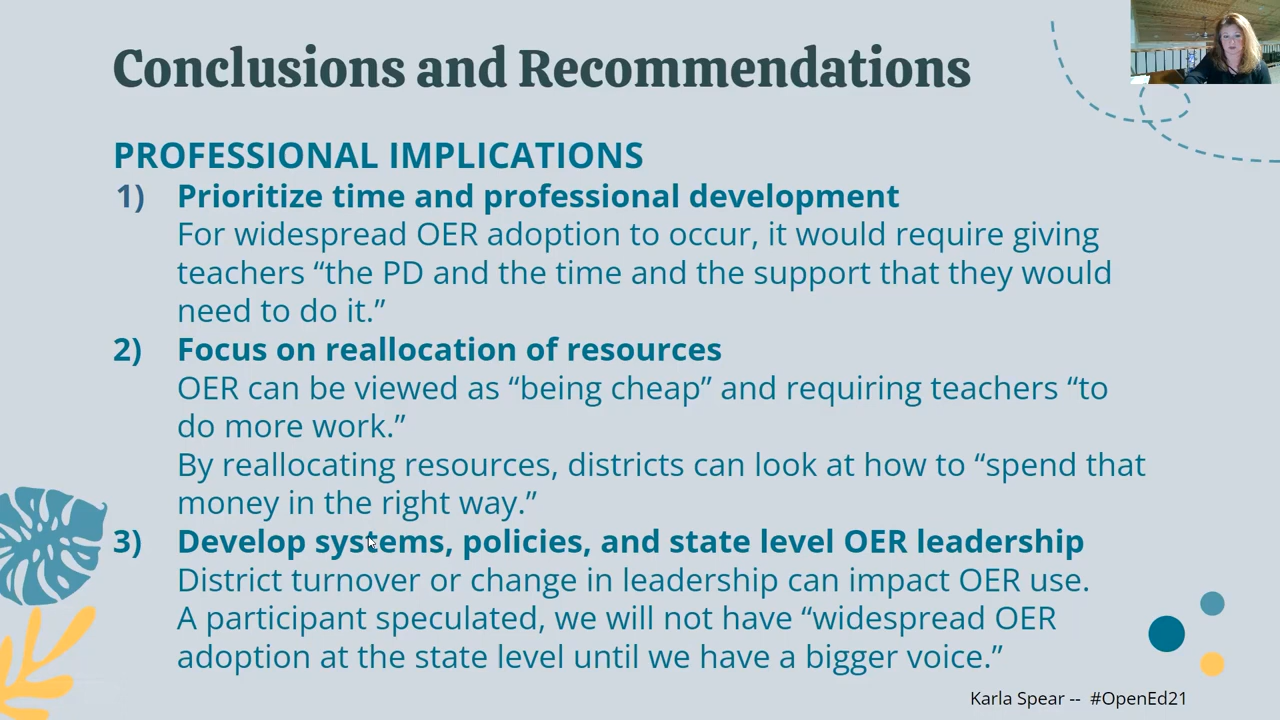 Conclusions and Recommendations
PROFESSIONAL IMPLICATIONS
1) Prioritize time and professional development
For widespread OER adoption to occur, it would require giving
teachers “the PD and the time and the support that they would
need to do it.”
2) Focus on reallocation of resources
OER can be viewed as “being cheap” and requiring teachers “to
do more work.”
By reallocating resources, districts can look at how to “spend that
money in the right way.”
3) Develop systems, policies, and state level OER leadership
District turnover or change in leadership can impact OER use.
A participant speculated, we will not have “widespread OER
adoption at the state level until we have a bigger voice.”
Karla Spear -- #OpenEd21